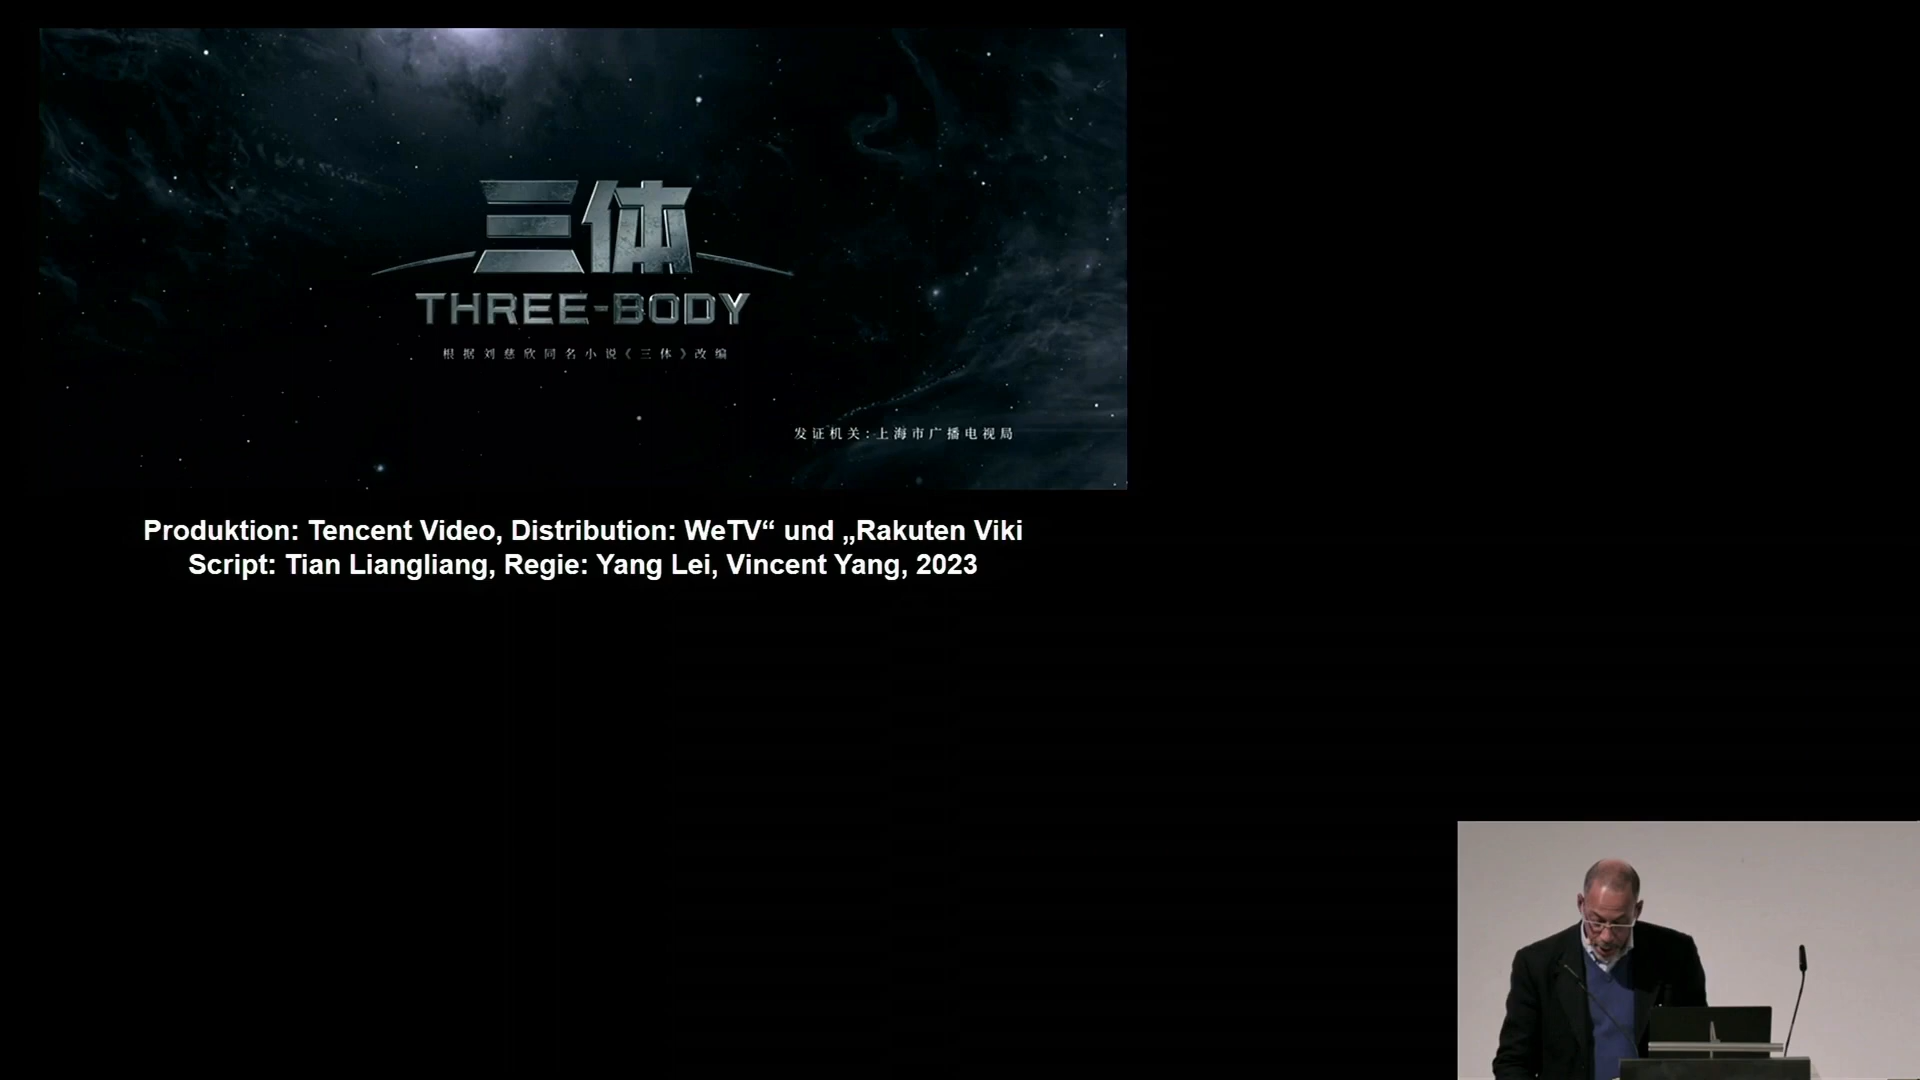 三体
THREE-BODY
根据刘慈欣同名小说《三体》改编
发证机关:上海市广播电视局
Produktion: Tencent Video, Distribution: WeTV“ und „Rakuten Viki
Script: Tian Liangliang, Regie: Yang Lei, Vincent Yang, 2023